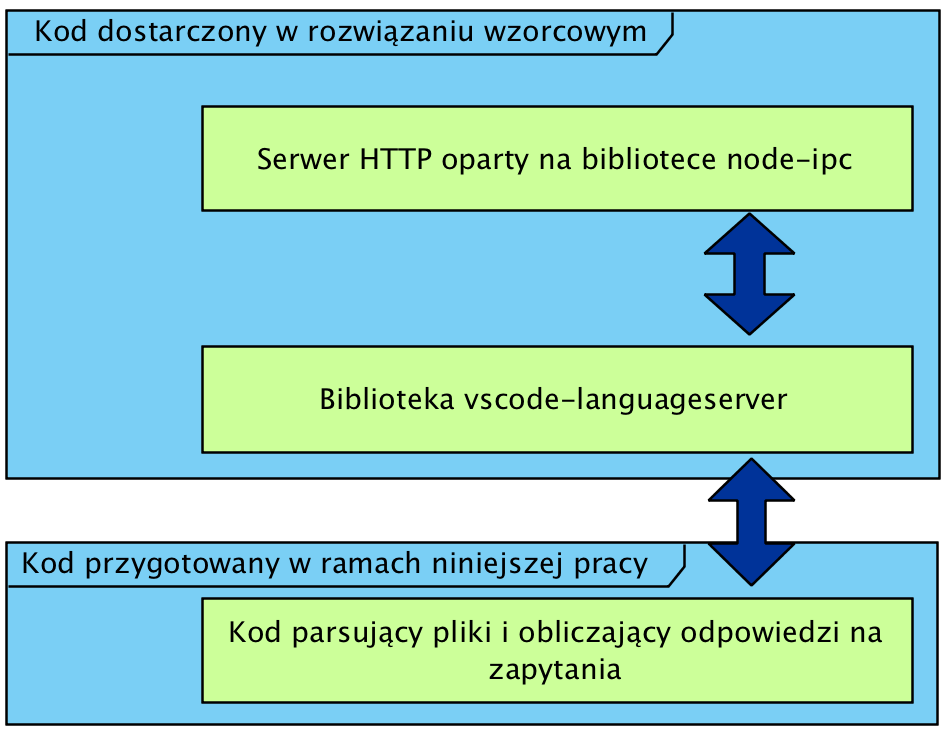 Kod dostarczony w rozwiązaniu wzorcowym
Serwer HTTP oparty na bibliotece node-ipc
Biblioteka vscode-languageserver
Kod przygotowany w ramach niniejszej pracy
Kod parsujący pliki i obliczający odpowiedzi na
zapytania